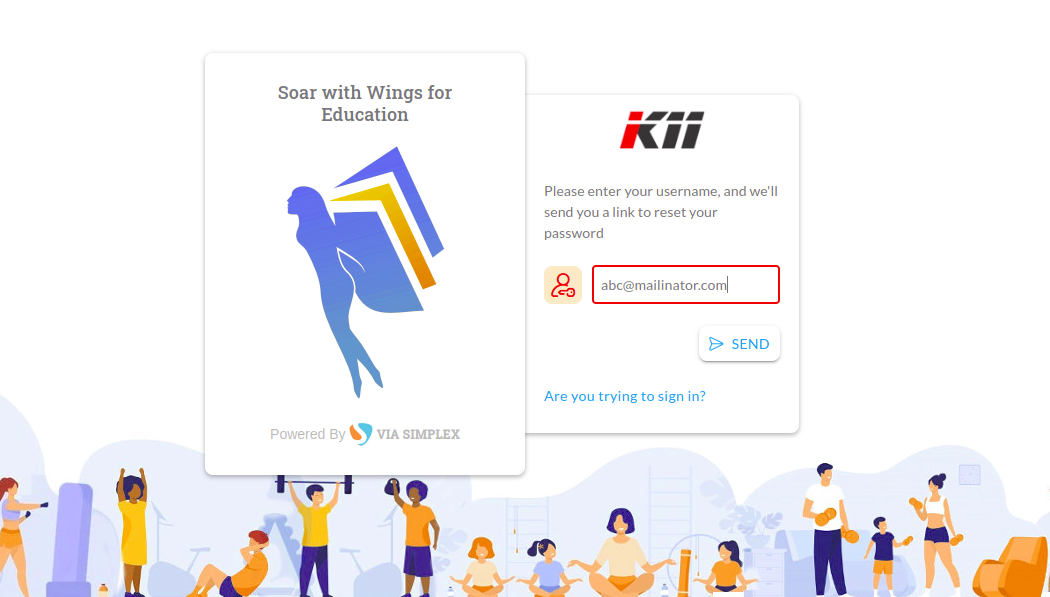 Soar with Wings for
Education
Powered By VIA SIMPLEX
KII
Please enter your username, and we'll
send you a link to reset your
password
abc@mailinator.com
SEND
Are you trying to sign in?